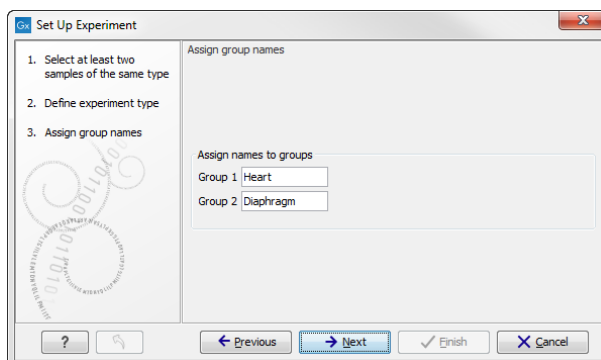 Gx Set Up Experiment
X
1. Select at least two
samples of the same type
2. Define experiment type
3. Assign group names
Assign group names
Assign names to groups
Group 1 Heart
Group 2 Diaphragm
? Previous Next Finish Cancel